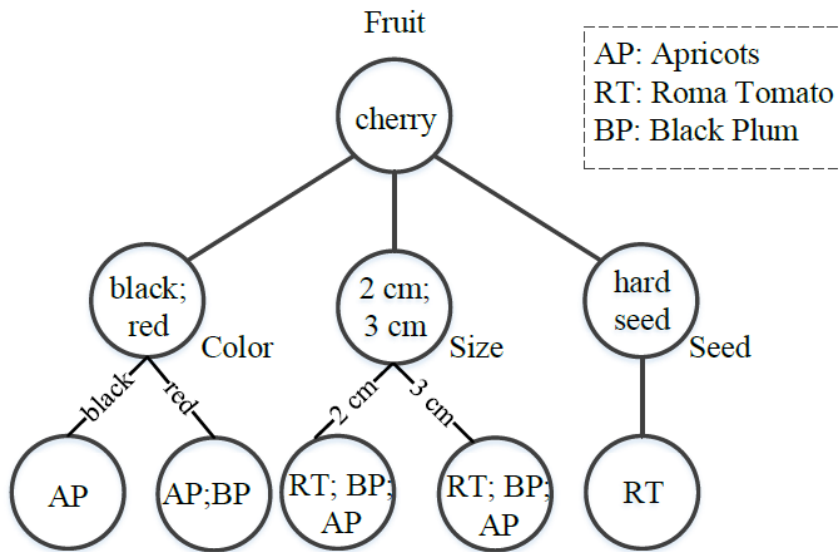 Fruit
AP: Apricots
RT: Roma Tomato
BP: Black Plum
cherry
black;
red
Color
2 cm;
3 cm
Size
hard
seed
Seed
black
red
2 cm
3 cm
AP
AP;BP
RT; BP;
AP
RT; BP;
AP
RT